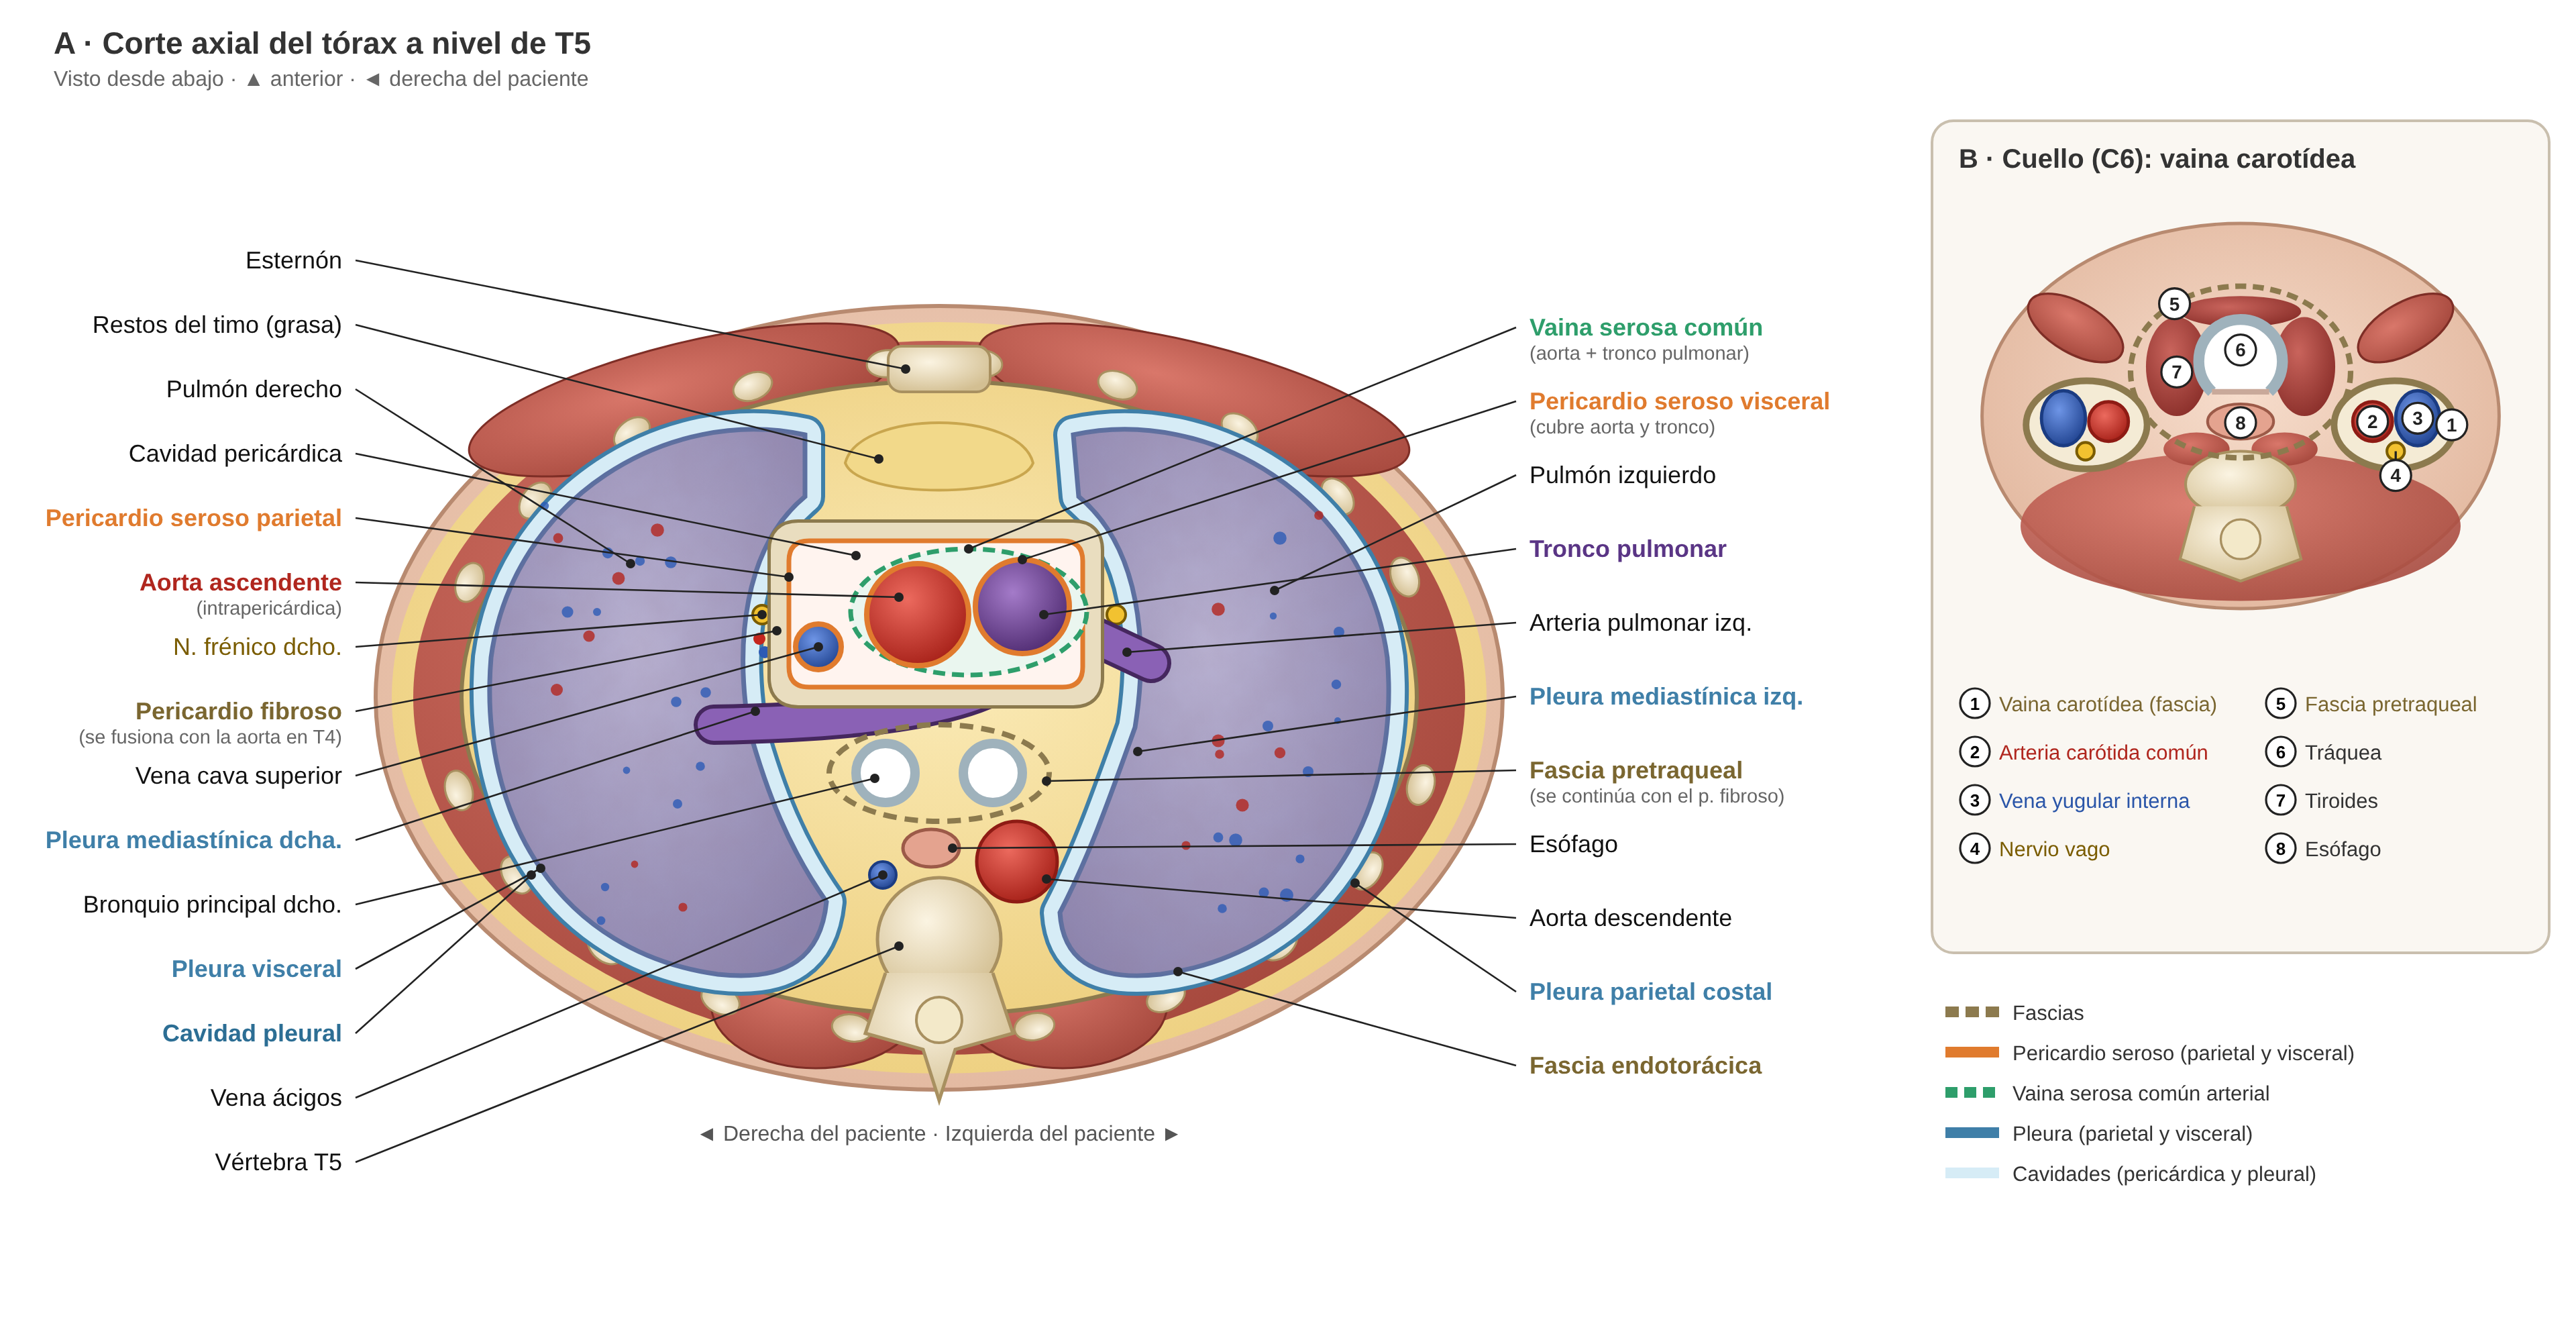 A · Corte axial del tórax a nivel de T5
Visto desde abajo · ▲ anterior · ◄ derecha del paciente
Esternón
Restos del timo (grasa)
Pulmón derecho
Cavidad pericárdica
Pericardio seroso parietal
Aorta ascendente
(intrapericárdica)
N. frénico dcho.
Pericardio fibroso
(se fusiona con la aorta en T4)
Vena cava superior
Pleura mediastínica dcha.
Bronquio principal dcho.
Pleura visceral
Cavidad pleural
Vena ácigos
Vértebra T5
Vaina serosa común
(aorta + tronco pulmonar)
Pericardio seroso visceral
(cubre aorta y tronco)
Pulmón izquierdo
Tronco pulmonar
Arteria pulmonar izq.
Pleura mediastínica izq.
Fascia pretraqueal
(se continúa con el p. fibroso)
Esófago
Aorta descendente
Pleura parietal costal
Fascia endotorácica
◄ Derecha del paciente · Izquierda del paciente ►
B · Cuello (C6): vaina carotídea
5
6
7
8
2
3
1
4
1 Vaina carotídea (fascia)
2 Arteria carótida común
3 Vena yugular interna
4 Nervio vago
5 Fascia pretraqueal
6 Tráquea
7 Tiroides
8 Esófago
Fascias
Pericardio seroso (parietal y visceral)
Vaina serosa común arterial
Pleura (parietal y visceral)
Cavidades (pericárdica y pleural)